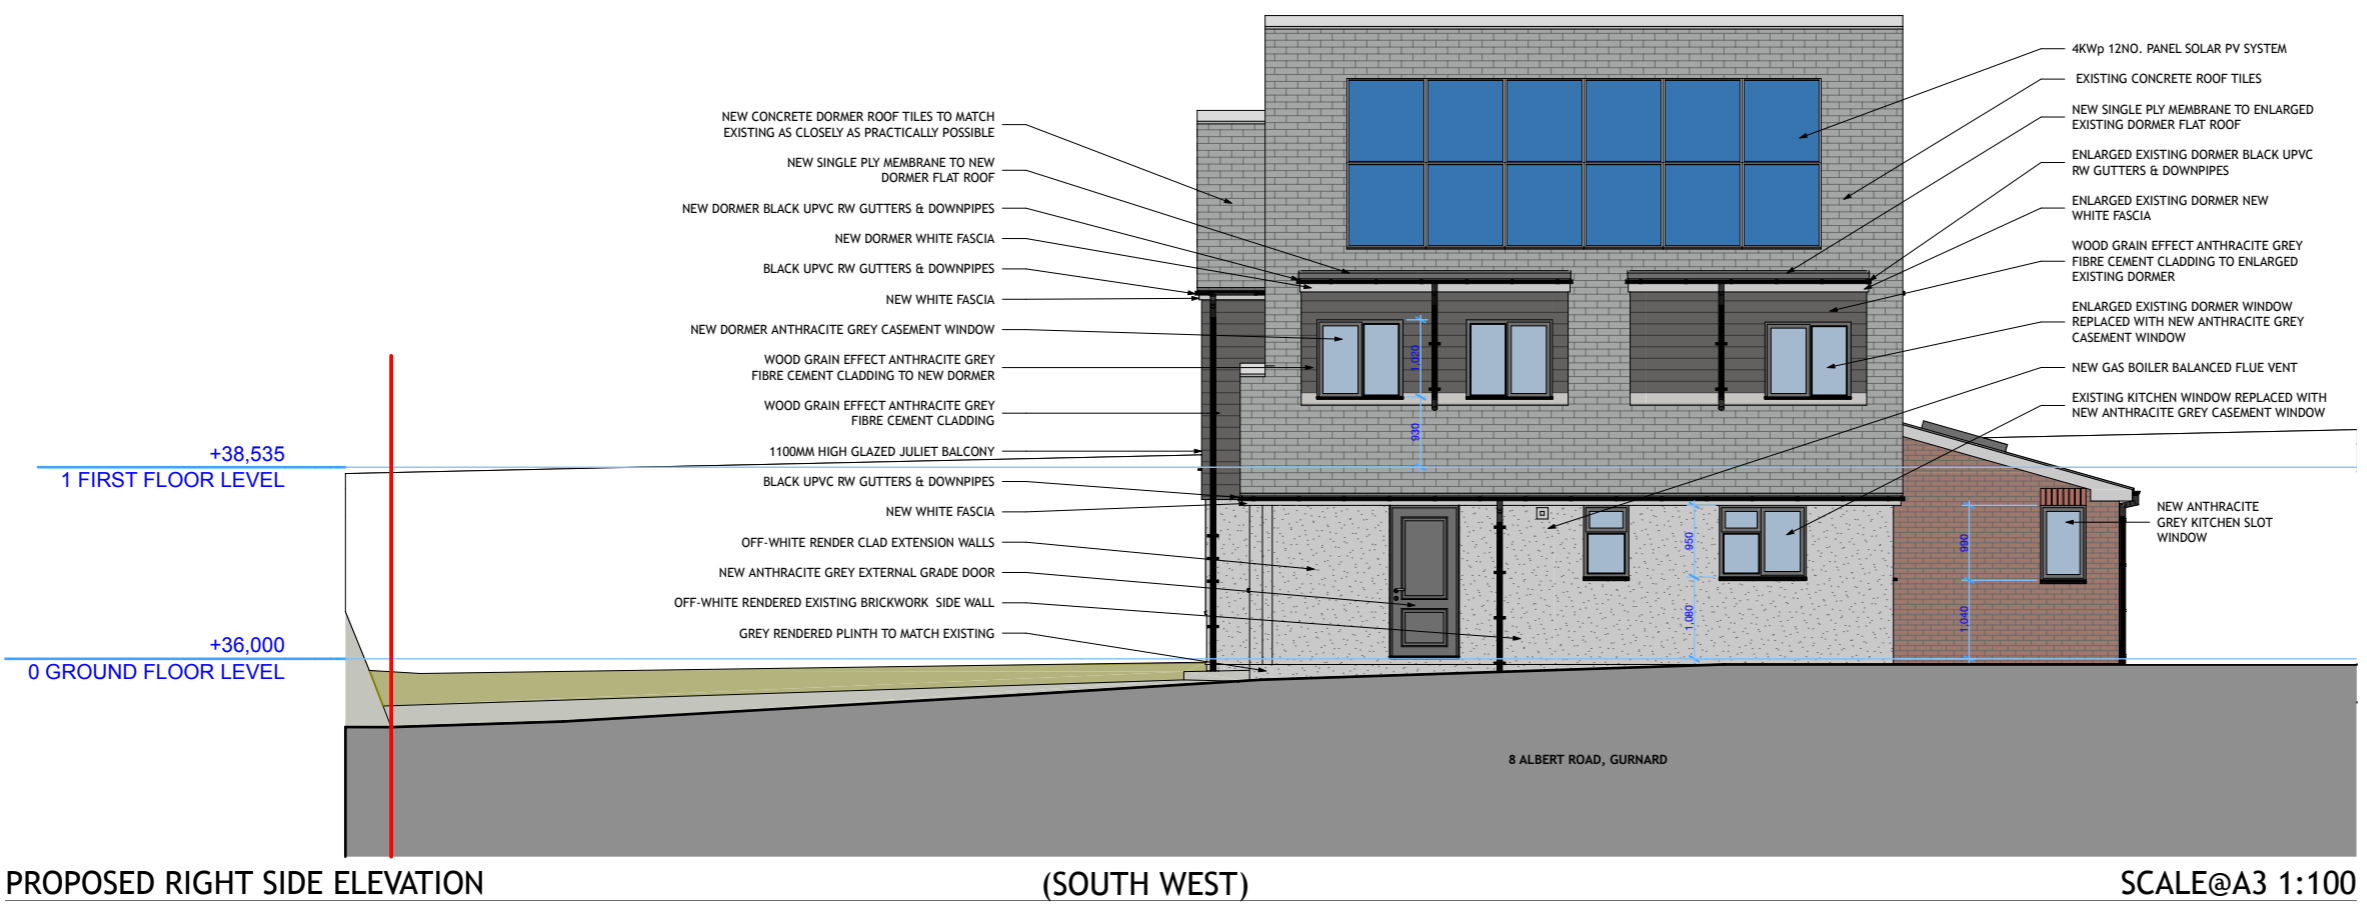 NEW CONCRETE DORMER ROOF TILES TO MATCH
EXISTING AS CLOSELY AS PRACTICALLY POSSIBLE
NEW SINGLE PLY MEMBRANE TO NEW
DORMER FLAT ROOF
NEW DORMER BLACK UPVC RW GUTTERS & DOWNPIPES
NEW DORMER WHITE FASCIA
BLACK UPVC RW GUTTERS & DOWNPIPES
NEW WHITE FASCIA
NEW DORMER ANTHRACITE GREY CASEMENT WINDOW
WOOD GRAIN EFFECT ANTHRACITE GREY
FIBRE CEMENT CLADDING TO NEW DORMER
WOOD GRAIN EFFECT ANTHRACITE GREY
FIBRE CEMENT CLADDING
1100MM HIGH GLAZED JULIET BALCONY
BLACK UPVC RW GUTTERS & DOWNPIPES
NEW WHITE FASCIA
OFF-WHITE RENDER CLAD EXTENSION WALLS
NEW ANTHRACITE GREY EXTERNAL GRADE DOOR
OFF-WHITE RENDERED EXISTING BRICKWORK SIDE WALL
GREY RENDERED PLINTH TO MATCH EXISTING
+38,535
1 FIRST FLOOR LEVEL
+36,000
0 GROUND FLOOR LEVEL
1,020
930
950
1,080
990
1,040
4KWp 12NO. PANEL SOLAR PV SYSTEM
EXISTING CONCRETE ROOF TILES
NEW SINGLE PLY MEMBRANE TO ENLARGED
EXISTING DORMER FLAT ROOF
ENLARGED EXISTING DORMER BLACK UPVC
RW GUTTERS & DOWNPIPES
ENLARGED EXISTING DORMER NEW
WHITE FASCIA
WOOD GRAIN EFFECT ANTHRACITE GREY
FIBRE CEMENT CLADDING TO ENLARGED
EXISTING DORMER
ENLARGED EXISTING DORMER WINDOW
REPLACED WITH NEW ANTHRACITE GREY
CASEMENT WINDOW
NEW GAS BOILER BALANCED FLUE VENT
EXISTING KITCHEN WINDOW REPLACED WITH
NEW ANTHRACITE GREY CASEMENT WINDOW
NEW ANTHRACITE
GREY KITCHEN SLOT
WINDOW
8 ALBERT ROAD, GURNARD
PROPOSED RIGHT SIDE ELEVATION
(SOUTH WEST)
SCALE@A3 1:100